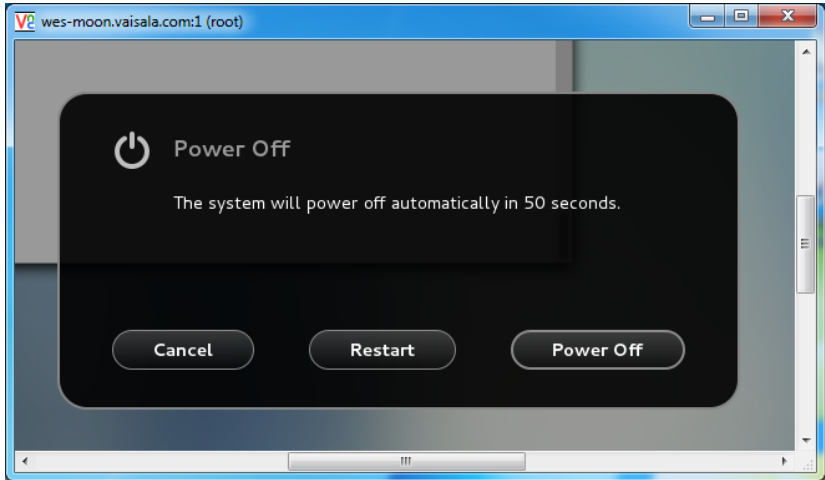 wes-moon.vaisala.com:1 (root)
Power Off
The system will power off automatically in 50 seconds.
Cancel Restart Power Off